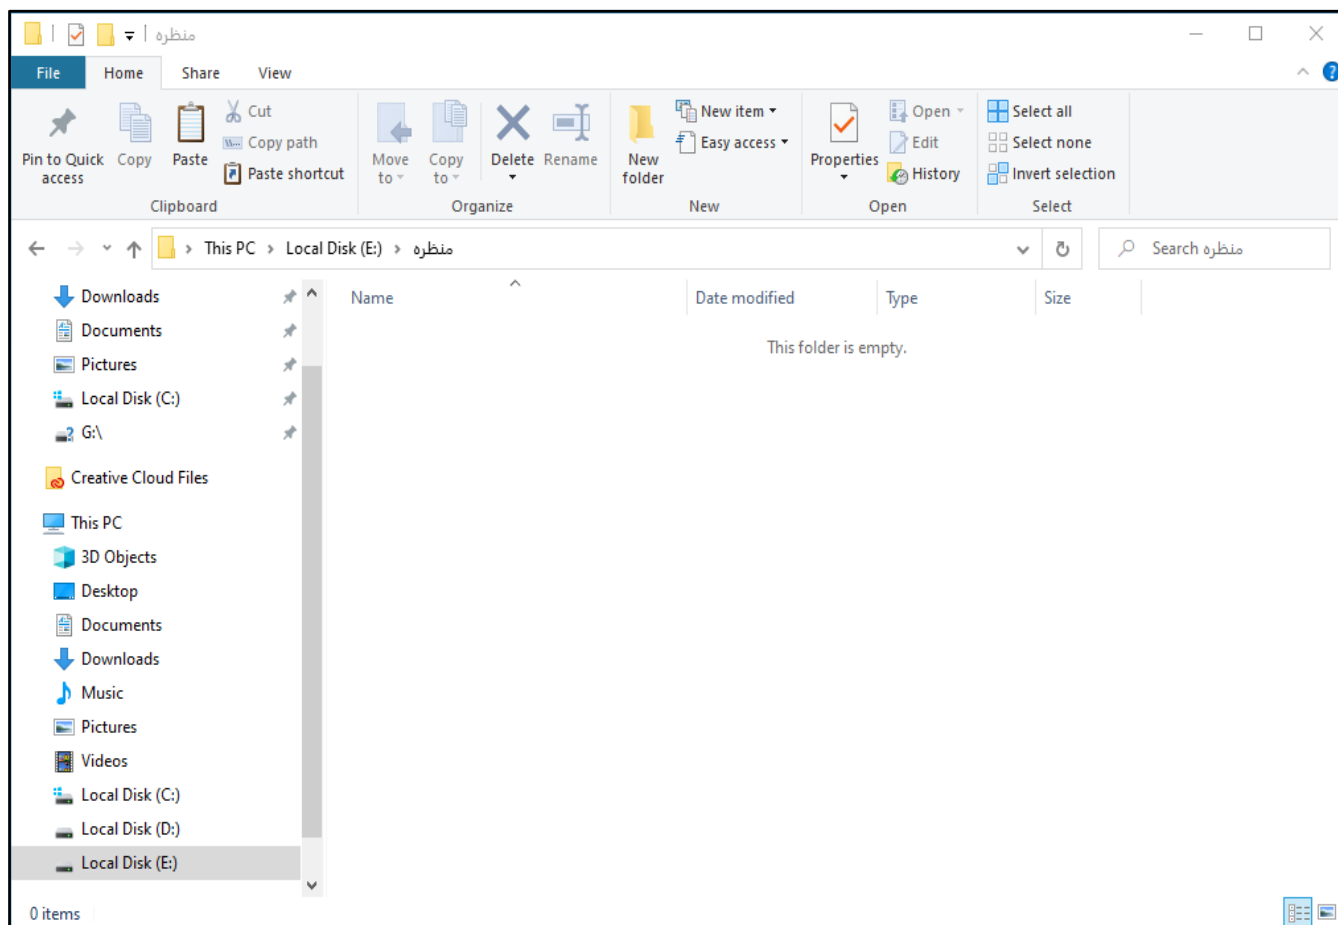 منظره
File Home Share View
Pin to Quick access
Copy
Paste
Cut
Copy path
Paste shortcut
Clipboard
Move to
Copy to
Delete
Rename
Organize
New folder
New item
Easy access
New
Properties
Open
Edit
History
Open
Select all
Select none
Invert selection
Select
This PC > Local Disk (E:) > منظره
Search منظره
Downloads
Documents
Pictures
Local Disk (C:)
G:\
Creative Cloud Files
This PC
3D Objects
Desktop
Documents
Downloads
Music
Pictures
Videos
Local Disk (C:)
Local Disk (D:)
Local Disk (E:)
Name Date modified Type Size
This folder is empty.
0 items